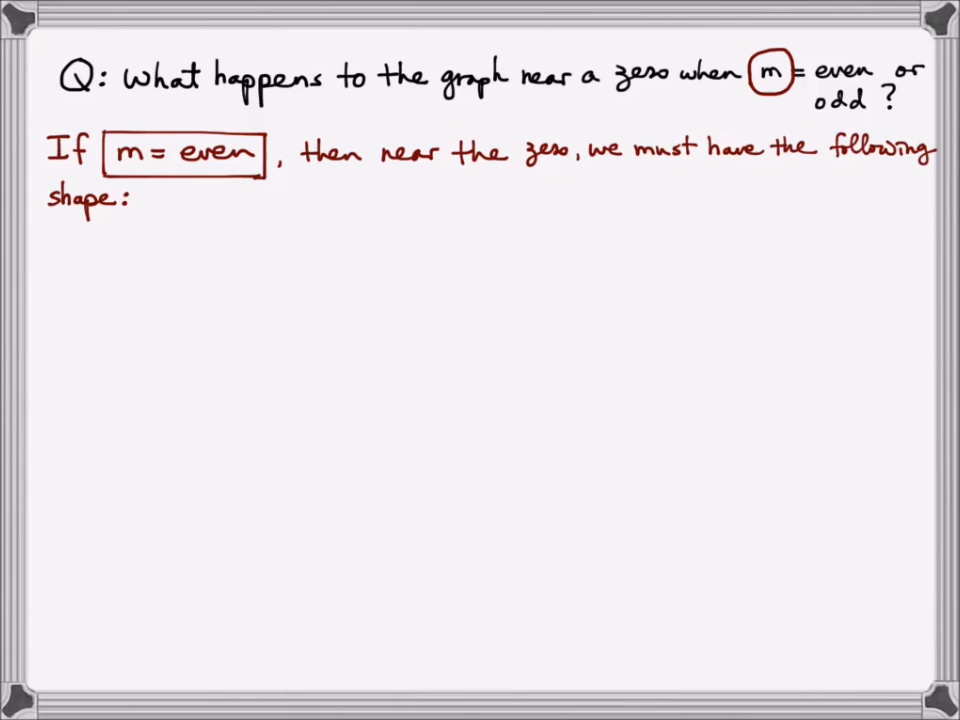 Q: What happens to the graph near a zero when m = even or
odd ?
If m = even , then near the zero, we must have the following
shape: